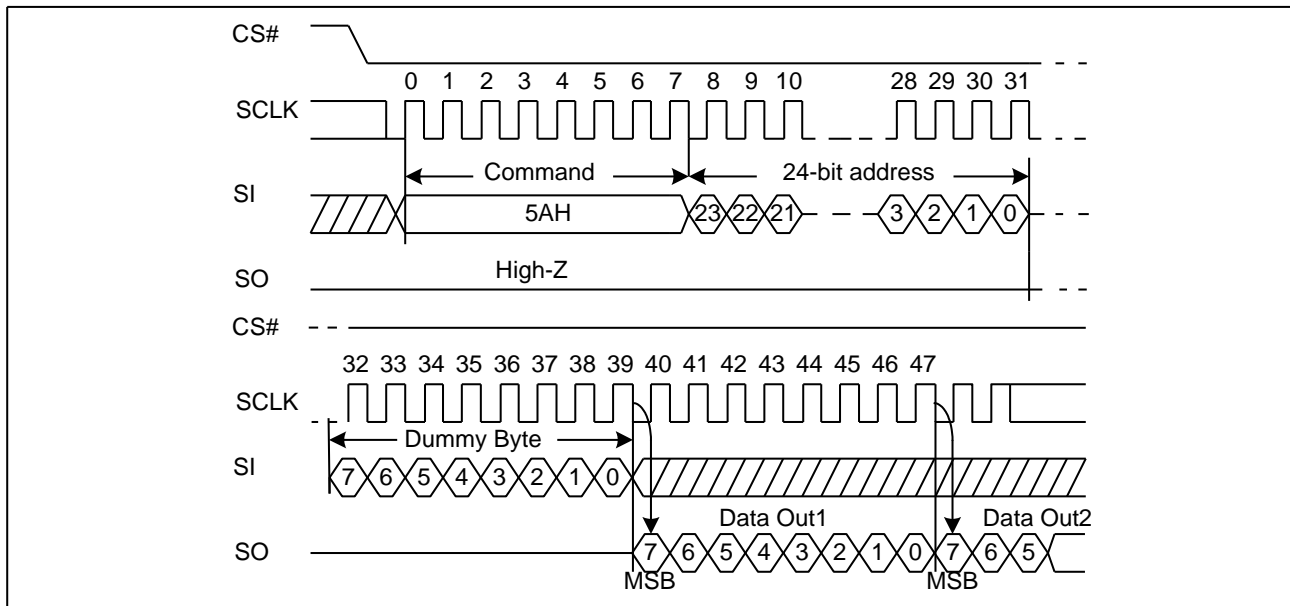 CS#
0 1 2 3 4 5 6 7 8 9 10 28 29 30 31
SCLK
Command 24-bit address
SI
5AH 23 22 21 3 2 1 0
High-Z
SO
CS#
32 33 34 35 36 37 38 39 40 41 42 43 44 45 46 47
SCLK
Dummy Byte
SI
7 6 5 4 3 2 1 0
Data Out1 Data Out2
SO
7 6 5 4 3 2 1 0 7 6 5
MSB MSB